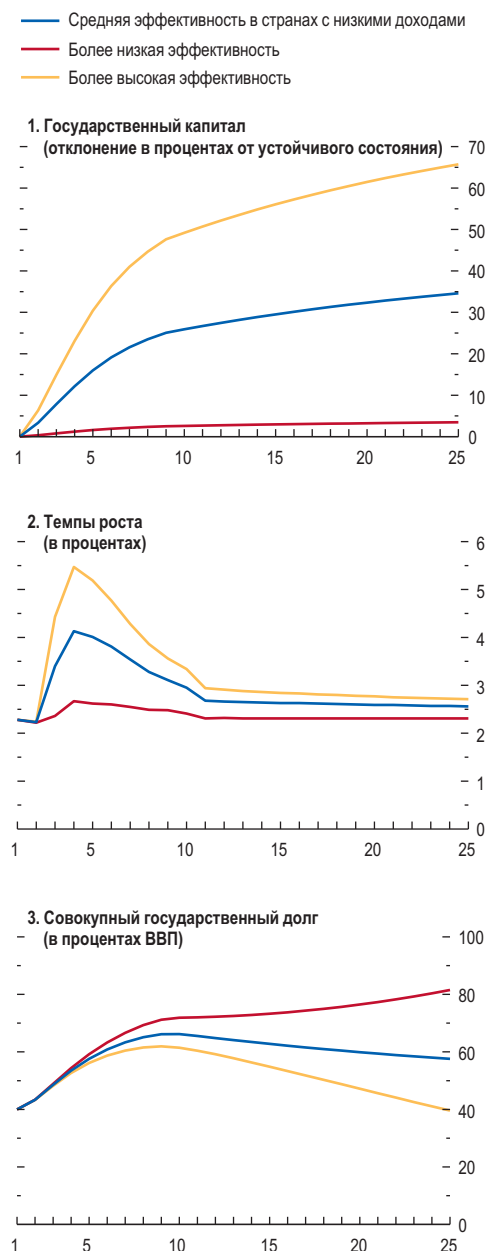 Средняя эффективность в странах с низкими доходами
Более низкая эффективность
Более высокая эффективность
1. Государственный капитал
(отклонение в процентах от устойчивого состояния)
70
60
50
40
30
20
10
0
1 5 10 15 20 25
2. Темпы роста
(в процентах)
6
5
4
3
2
1
0
1 5 10 15 20 25
3. Совокупный государственный долг
(в процентах ВВП)
100
80
60
40
20
0
1 5 10 15 20 25